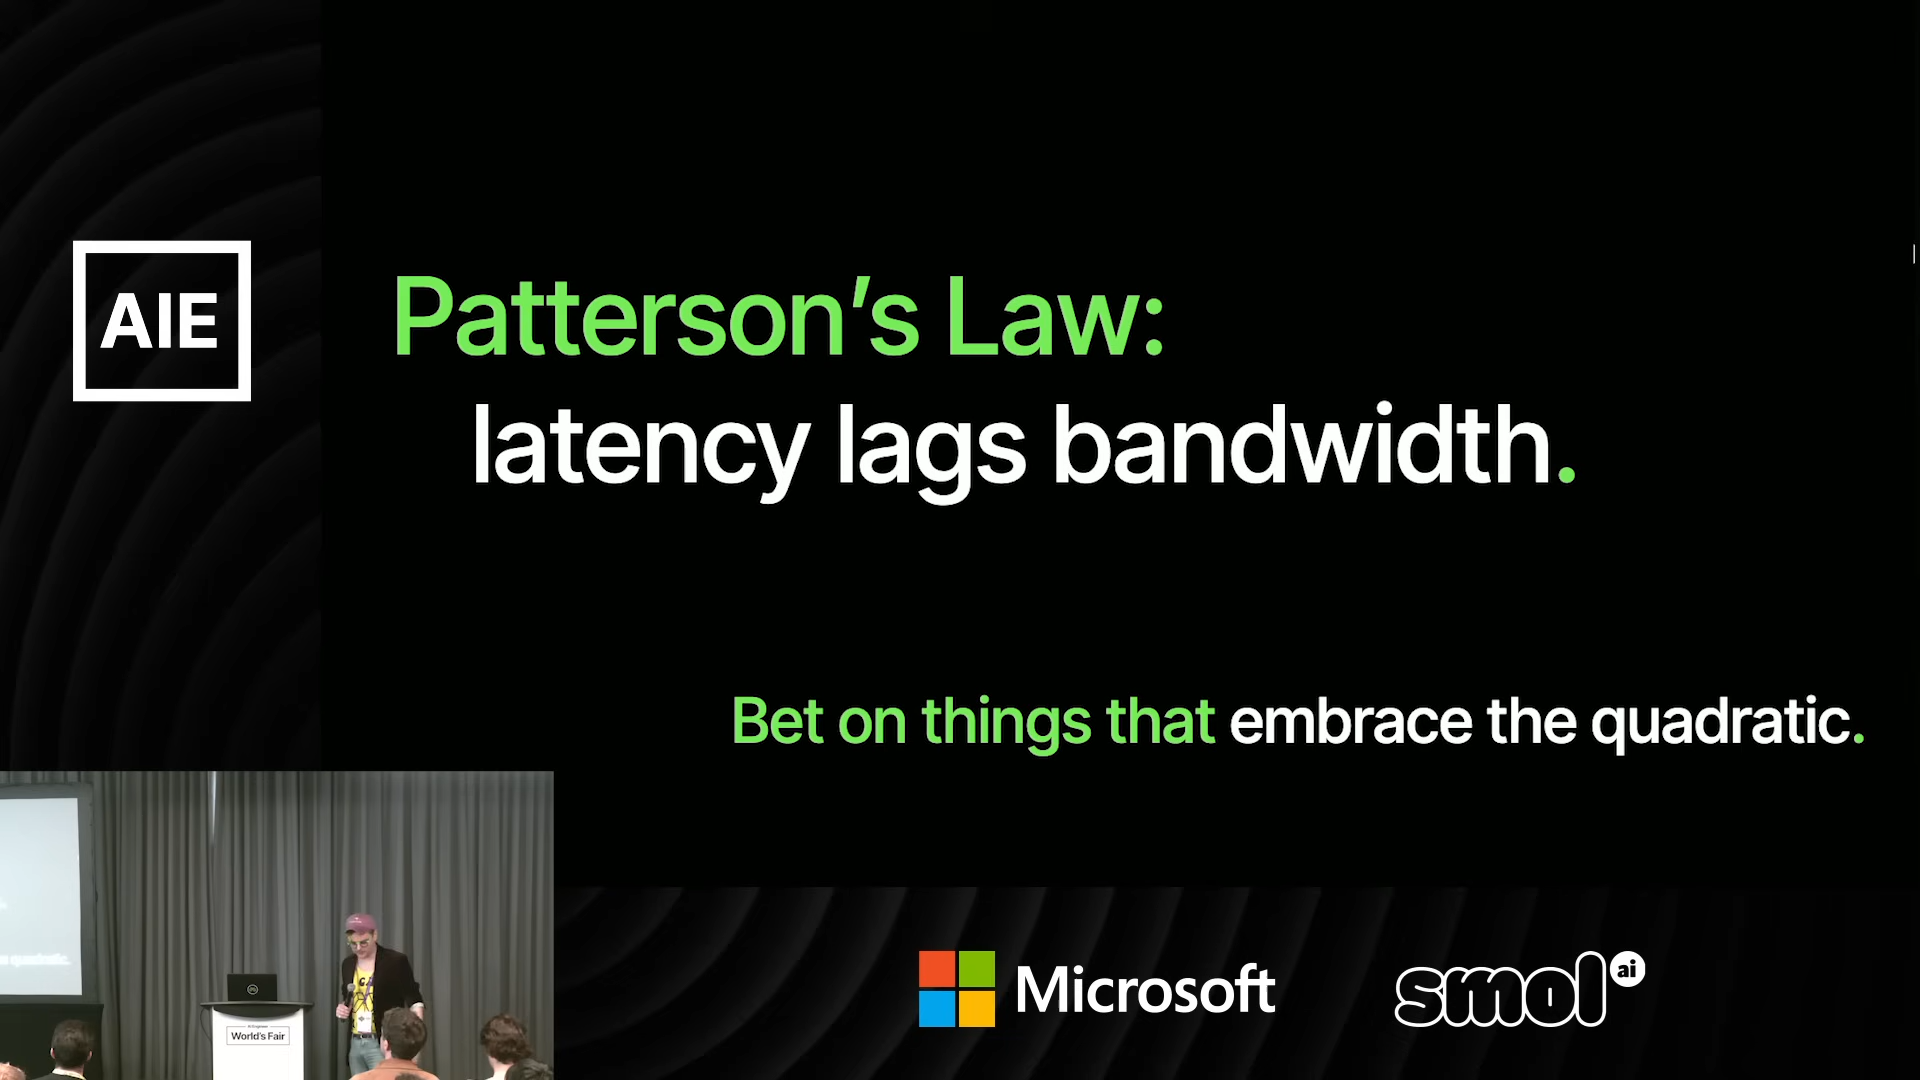 AIE
Patterson’s Law:
latency lags bandwidth.
Bet on things that embrace the quadratic.
World's Fair
Microsoft
smol ai